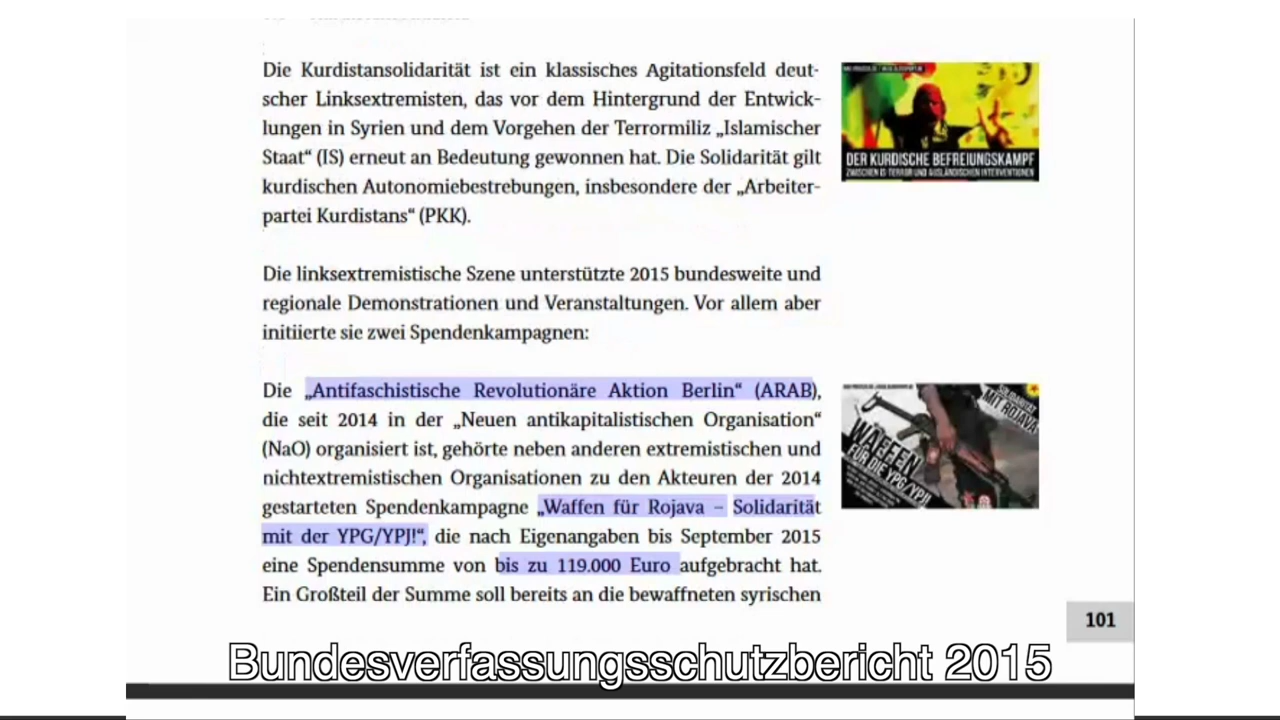 Die Kurdistansolidarität ist ein klassisches Agitationsfeld deut-
scher Linksextremisten, das vor dem Hintergrund der Entwick-
lungen in Syrien und dem Vorgehen der Terrormiliz „Islamischer
Staat“ (IS) erneut an Bedeutung gewonnen hat. Die Solidarität gilt
kurdischen Autonomiebestrebungen, insbesondere der „Arbeiter-
partei Kurdistans“ (PKK).
DER KURDISCHE BEFREIUNGSKAMPF
ZWISCHEN IS TERROR UND AUSLÄNDISCHEN INTERVENTIONEN
Die linksextremistische Szene unterstützte 2015 bundesweite und
regionale Demonstrationen und Veranstaltungen. Vor allem aber
initiierte sie zwei Spendenkampagnen:
Die „Antifaschistische Revolutionäre Aktion Berlin“ (ARAB),
die seit 2014 in der „Neuen antikapitalistischen Organisation“
(NaO) organisiert ist, gehörte neben anderen extremistischen und
nichtextremistischen Organisationen zu den Akteuren der 2014
gestarteten Spendenkampagne „Waffen für Rojava – Solidarität
mit der YPG/YPJ!“, die nach Eigenangaben bis September 2015
eine Spendensumme von bis zu 119.000 Euro aufgebracht hat.
Ein Großteil der Summe soll bereits an die bewaffneten syrischen
SOLIDARITÄT
MIT ROJAVA
WAFFEN
FÜR DIE YPG/YPJ
101
Bundesverfassungsschutzbericht 2015